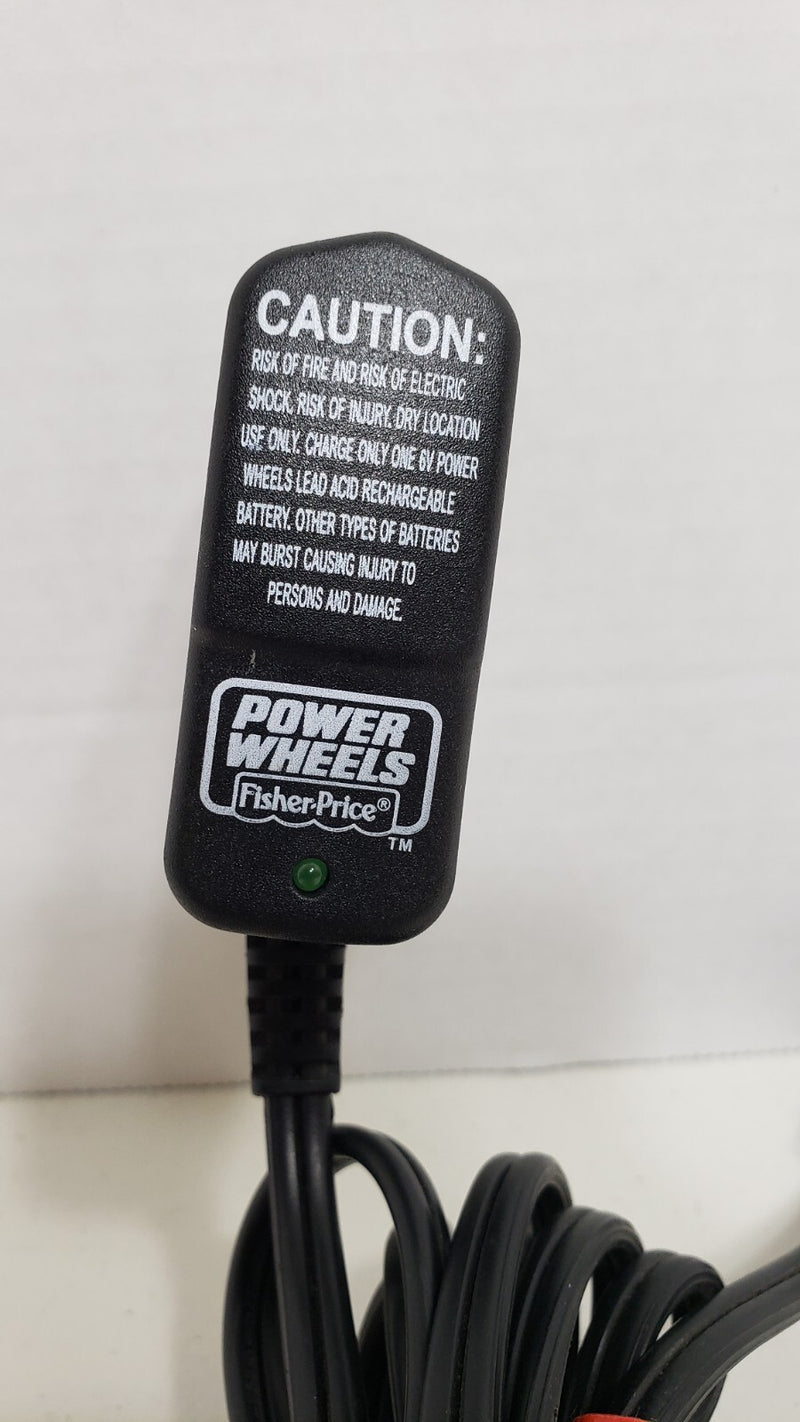 CAUTION:
RISK OF FIRE AND RISK OF ELECTRIC
SHOCK. RISK OF INJURY. DRY LOCATION
USE ONLY. CHARGE ONLY ONE 6V POWER
WHEELS LEAD ACID RECHARGEABLE
BATTERY. OTHER TYPES OF BATTERIES
MAY BURST CAUSING INJURY TO
PERSONS AND DAMAGE.
POWER
WHEELS
Fisher-Price®
TM